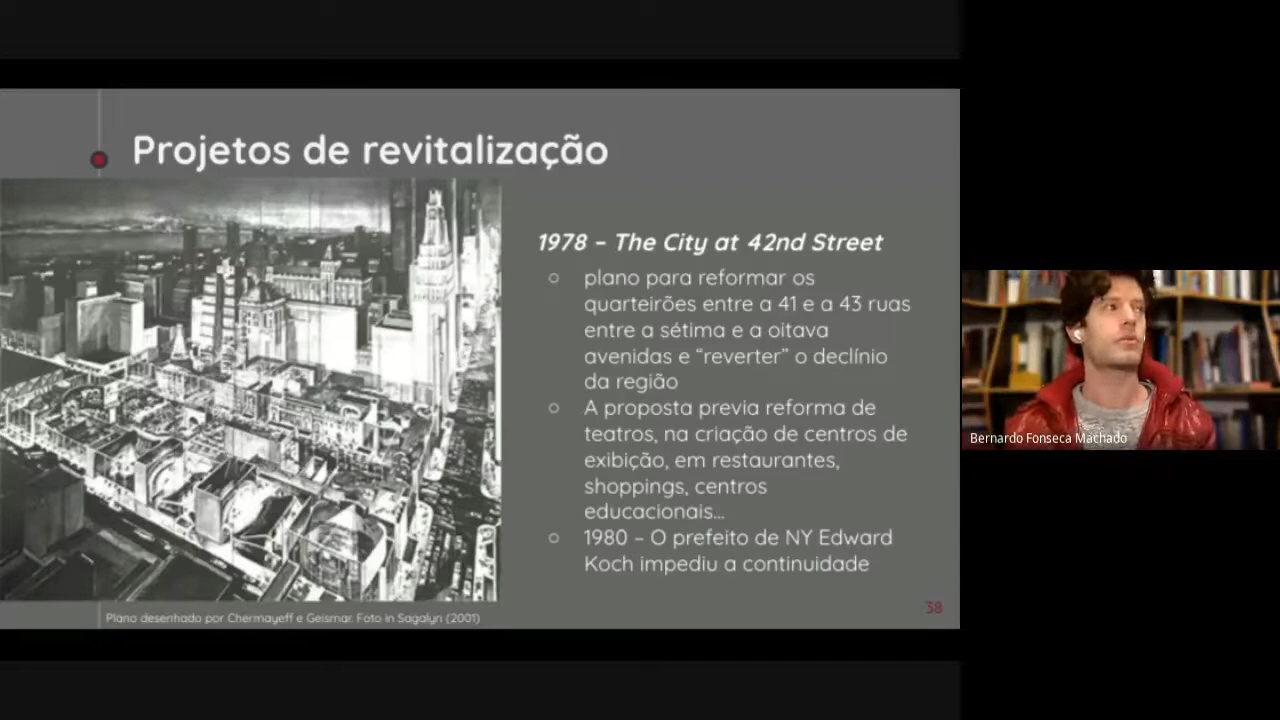 Projetos de revitalização
1978 – The City at 42nd Street
plano para reformar os
quarteirões entre a 41 e a 43 ruas
entre a sétima e a oitava
avenidas e “reverter” o declínio
da região
A proposta previa reforma de
teatros, na criação de centros de
exibição, em restaurantes,
shoppings, centros
educacionais...
1980 – O prefeito de NY Edward
Koch impediu a continuidade
38
Plano desenhado por Chermayeff e Geismar. Foto in Sagalyn (2001)
Bernardo Fonseca Machado